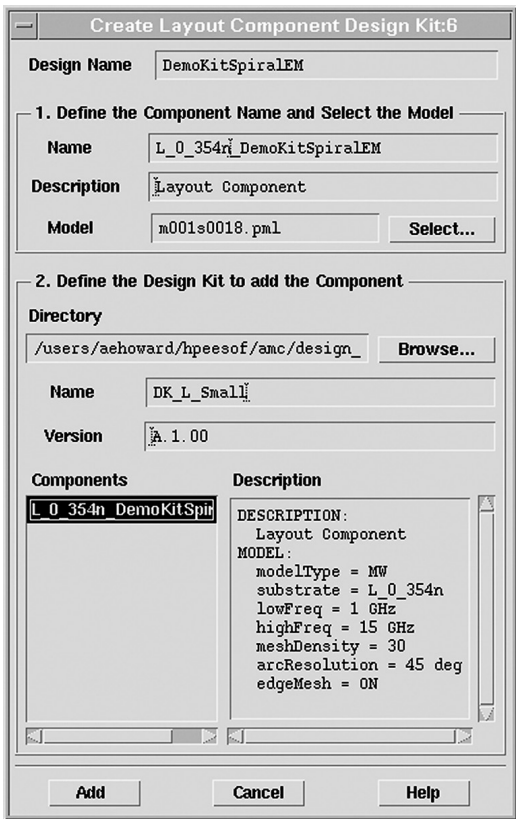 Create Layout Component Design Kit:6
Design Name DemoKitSpiralEM
1. Define the Component Name and Select the Model
Name L_0_354n_DemoKitSpiralEM
Description Layout Component
Model m001s0018.pml Select...
2. Define the Design Kit to add the Component
Directory
/users/aehoward/hpeesof/amc/design_ Browse...
Name DK_L_Small
Version A.1.00
Components Description
L_0_354n_DemoKitSpir
DESCRIPTION:
Layout Component
MODEL:
modelType = MW
substrate = L_0_354n
lowFreq = 1 GHz
highFreq = 15 GHz
meshDensity = 30
arcResolution = 45 deg
edgeMesh = ON
Add Cancel Help